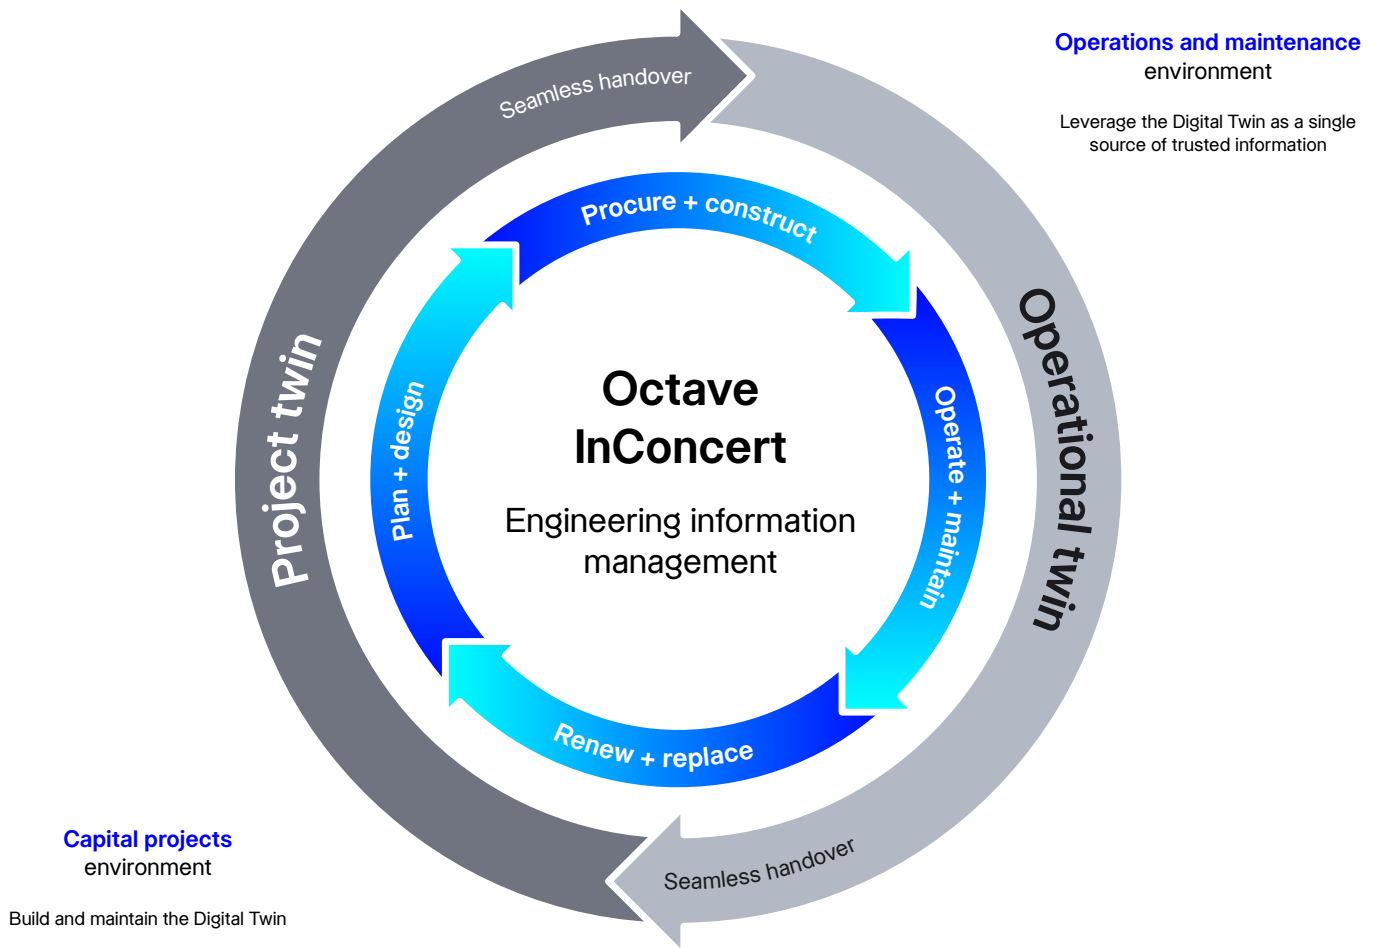 Operations and maintenance
environment
Leverage the Digital Twin as a single
source of trusted information
Seamless handover
Procure + construct
Project twin
Plan + design
Octave
InConcert
Engineering information
management
Operate + maintain
Operational twin
Renew + replace
Seamless handover
Capital projects
environment
Build and maintain the Digital Twin